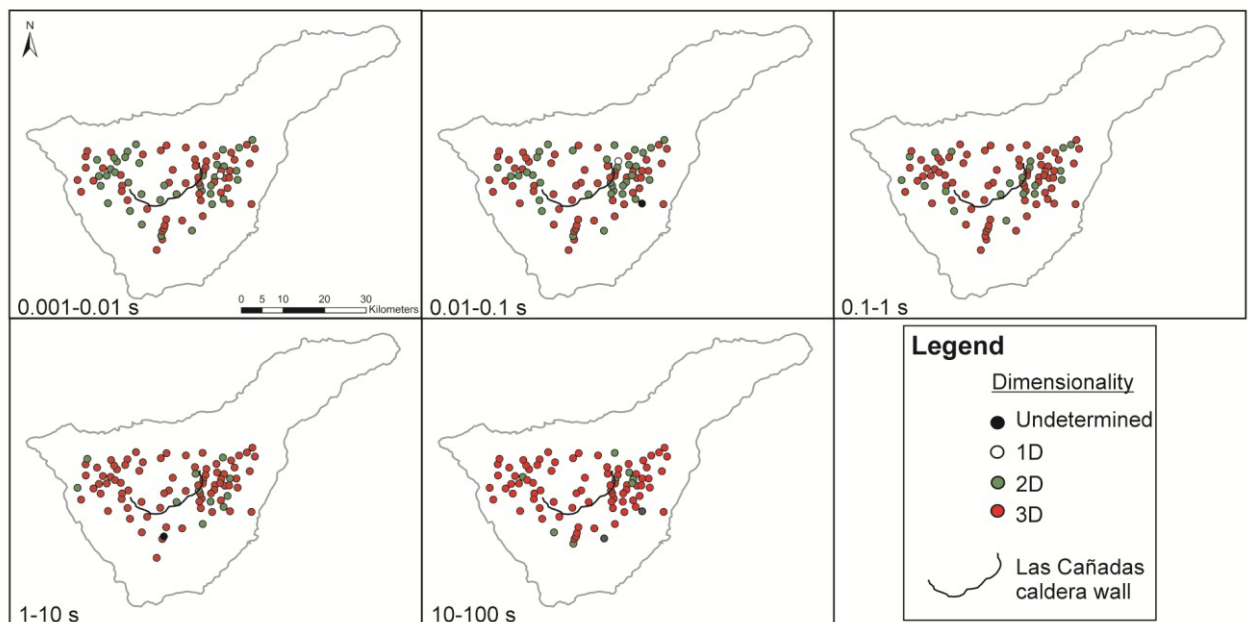 N
0.001-0.01 s
0 5 10 20 30
Kilometers
0.01-0.1 s
0.1-1 s
1-10 s
10-100 s
Legend
Dimensionality
Undetermined
1D
2D
3D
Las Cañadas
caldera wall